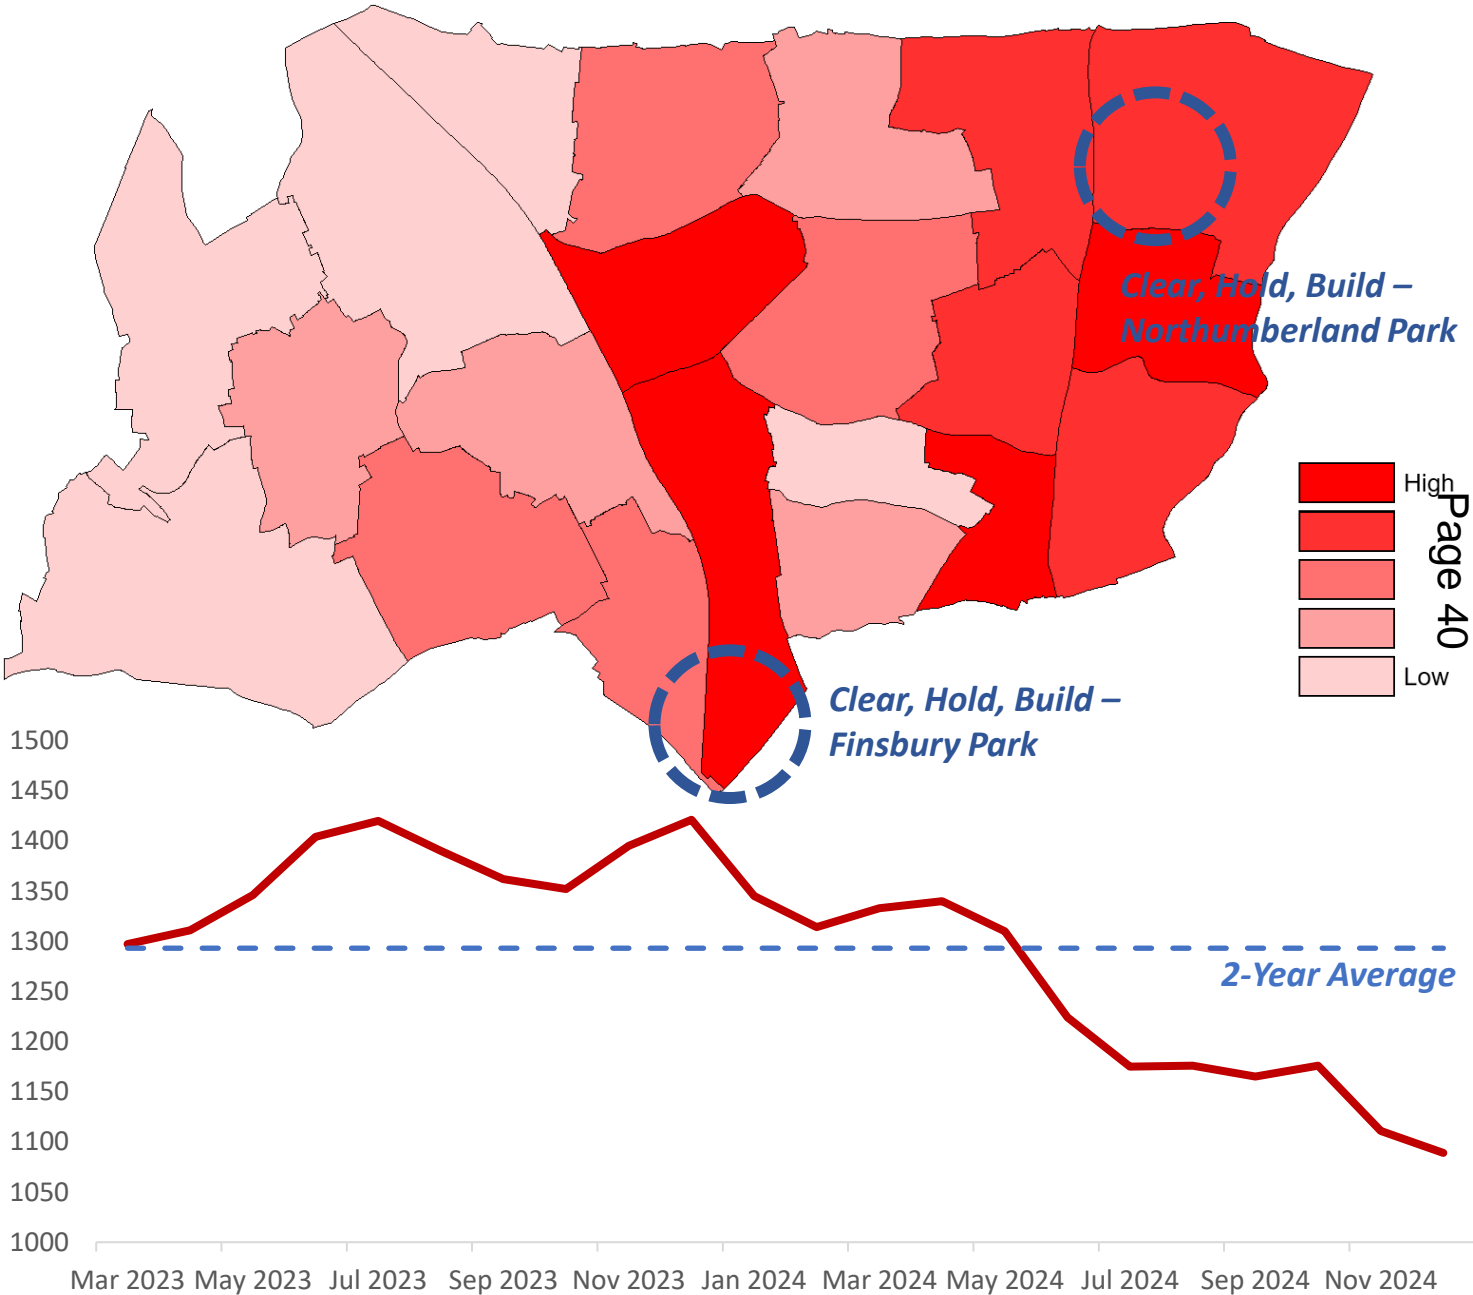 Clear, Hold, Build –
Northumberland Park
High
Low
Page 40
Clear, Hold, Build –
Finsbury Park
1500
1450
1400
1350
1300
1250
1200
1150
1100
1050
1000
2-Year Average
Mar 2023 May 2023 Jul 2023 Sep 2023 Nov 2023 Jan 2024 Mar 2024 May 2024 Jul 2024 Sep 2024 Nov 2024